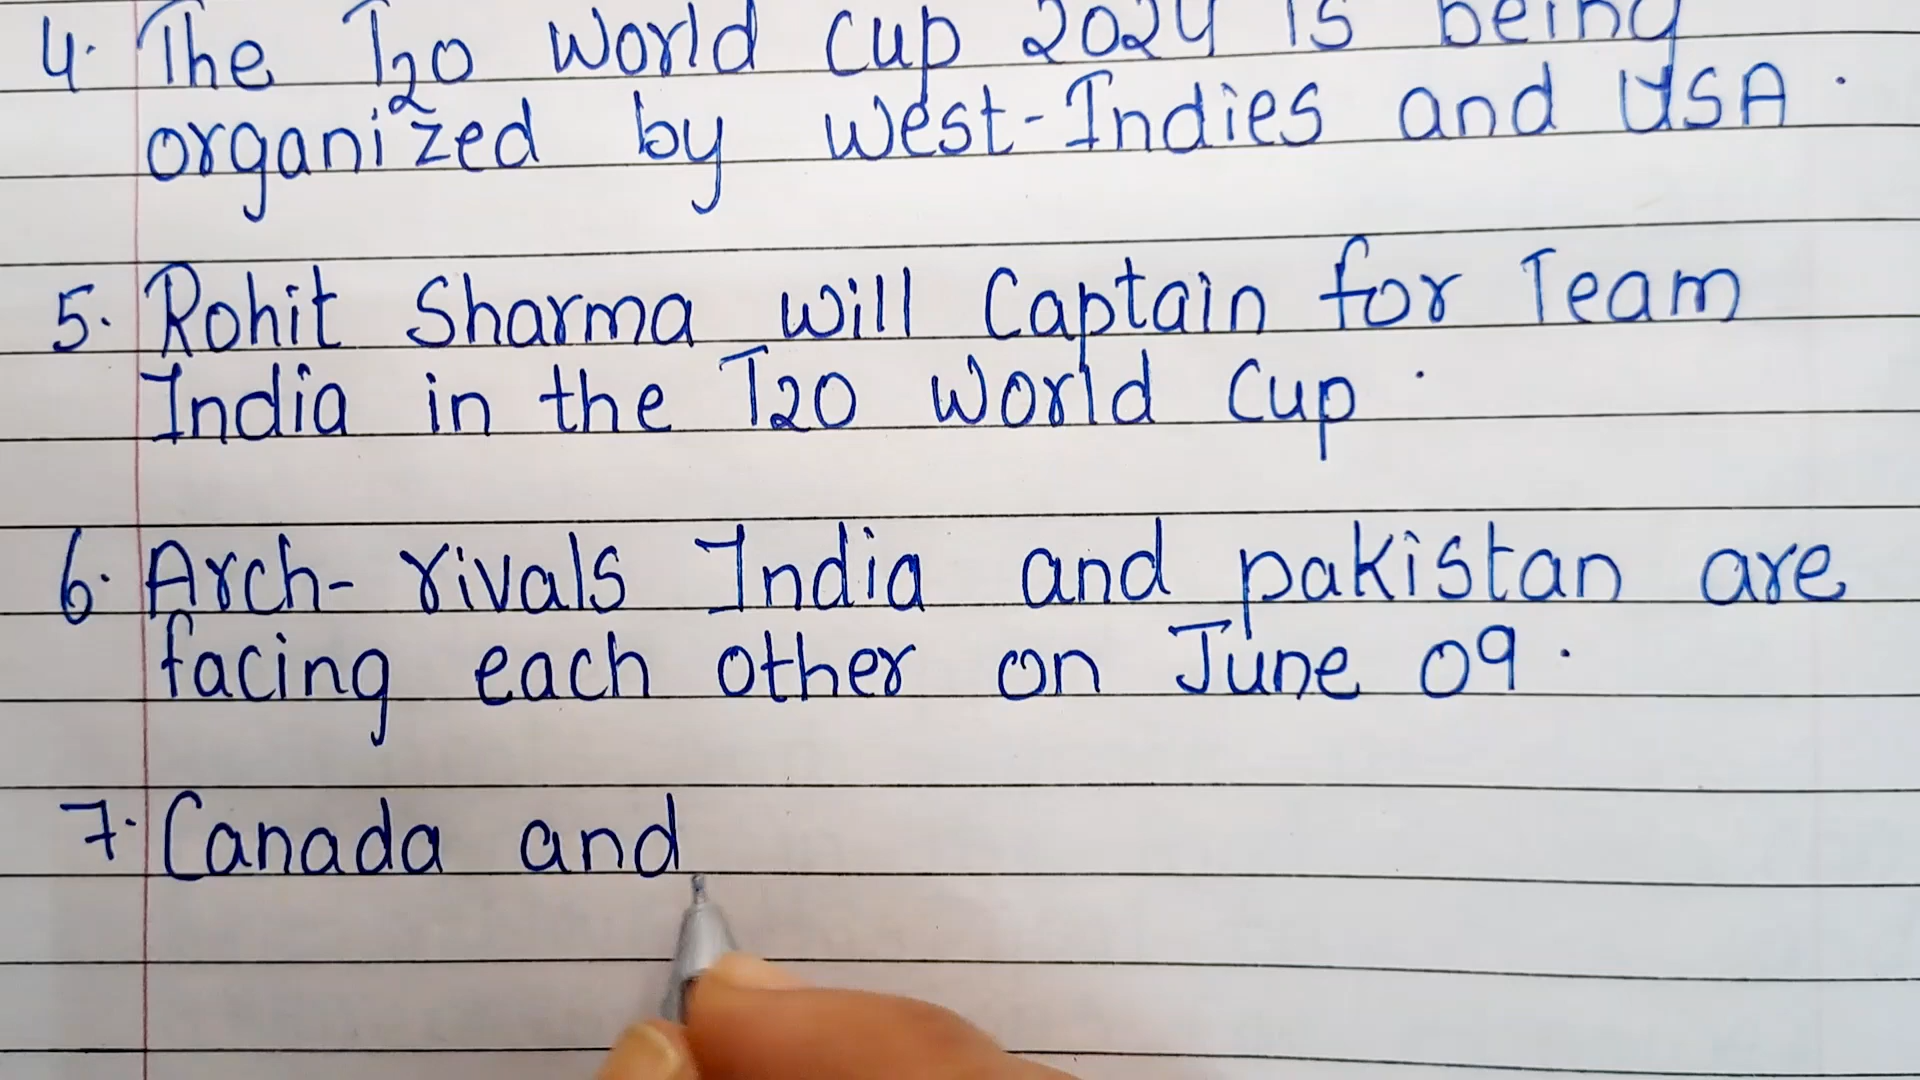 4. The T20 World Cup 2024 is being
organized by West-Indies and USA.
5. Rohit Sharma will Captain for Team
India in the T20 World Cup.
6. Arch- rivals India and pakistan are
facing each other on June 09.
7. Canada and